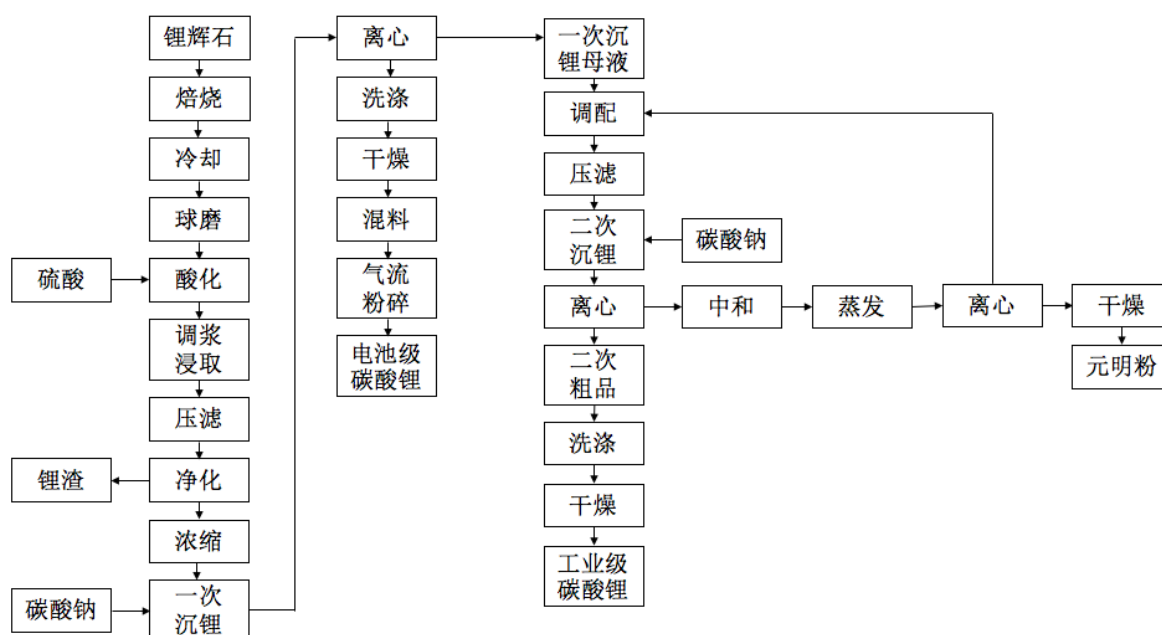 锂辉石
焙烧
冷却
球磨
硫酸
酸化
调浆
浸取
压滤
锂渣
净化
浓缩
碳酸钠
一次
沉锂
离心
洗涤
干燥
混料
气流
粉碎
电池级
碳酸锂
一次沉
锂母液
调配
压滤
二次
沉锂
碳酸钠
离心
中和
蒸发
离心
干燥
元明粉
二次
粗品
洗涤
干燥
工业级
碳酸锂